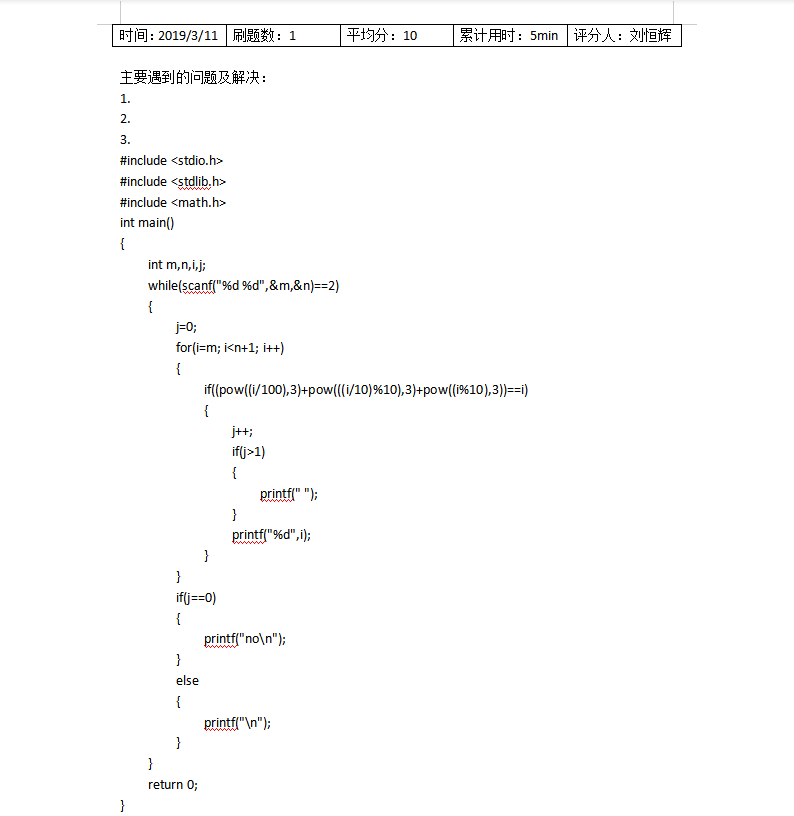 时间：2019/3/11 刷题数：1 平均分：10 累计用时：5min 评分人：刘恒辉
主要遇到的问题及解决：
1.
2.
3.
#include <stdio.h>
#include <stdlib.h>
#include <math.h>
int main()
{
int m,n,i,j;
while(scanf("%d %d",&m,&n)==2)
{
j=0;
for(i=m; i<n+1; i++)
{
if((pow((i/100),3)+pow(((i/10)%10),3)+pow((i%10),3))==i)
{
j++;
if(j>1)
{
printf(" ");
}
printf("%d",i);
}
}
if(j==0)
{
printf("no\n");
}
else
{
printf("\n");
}
}
return 0;
}